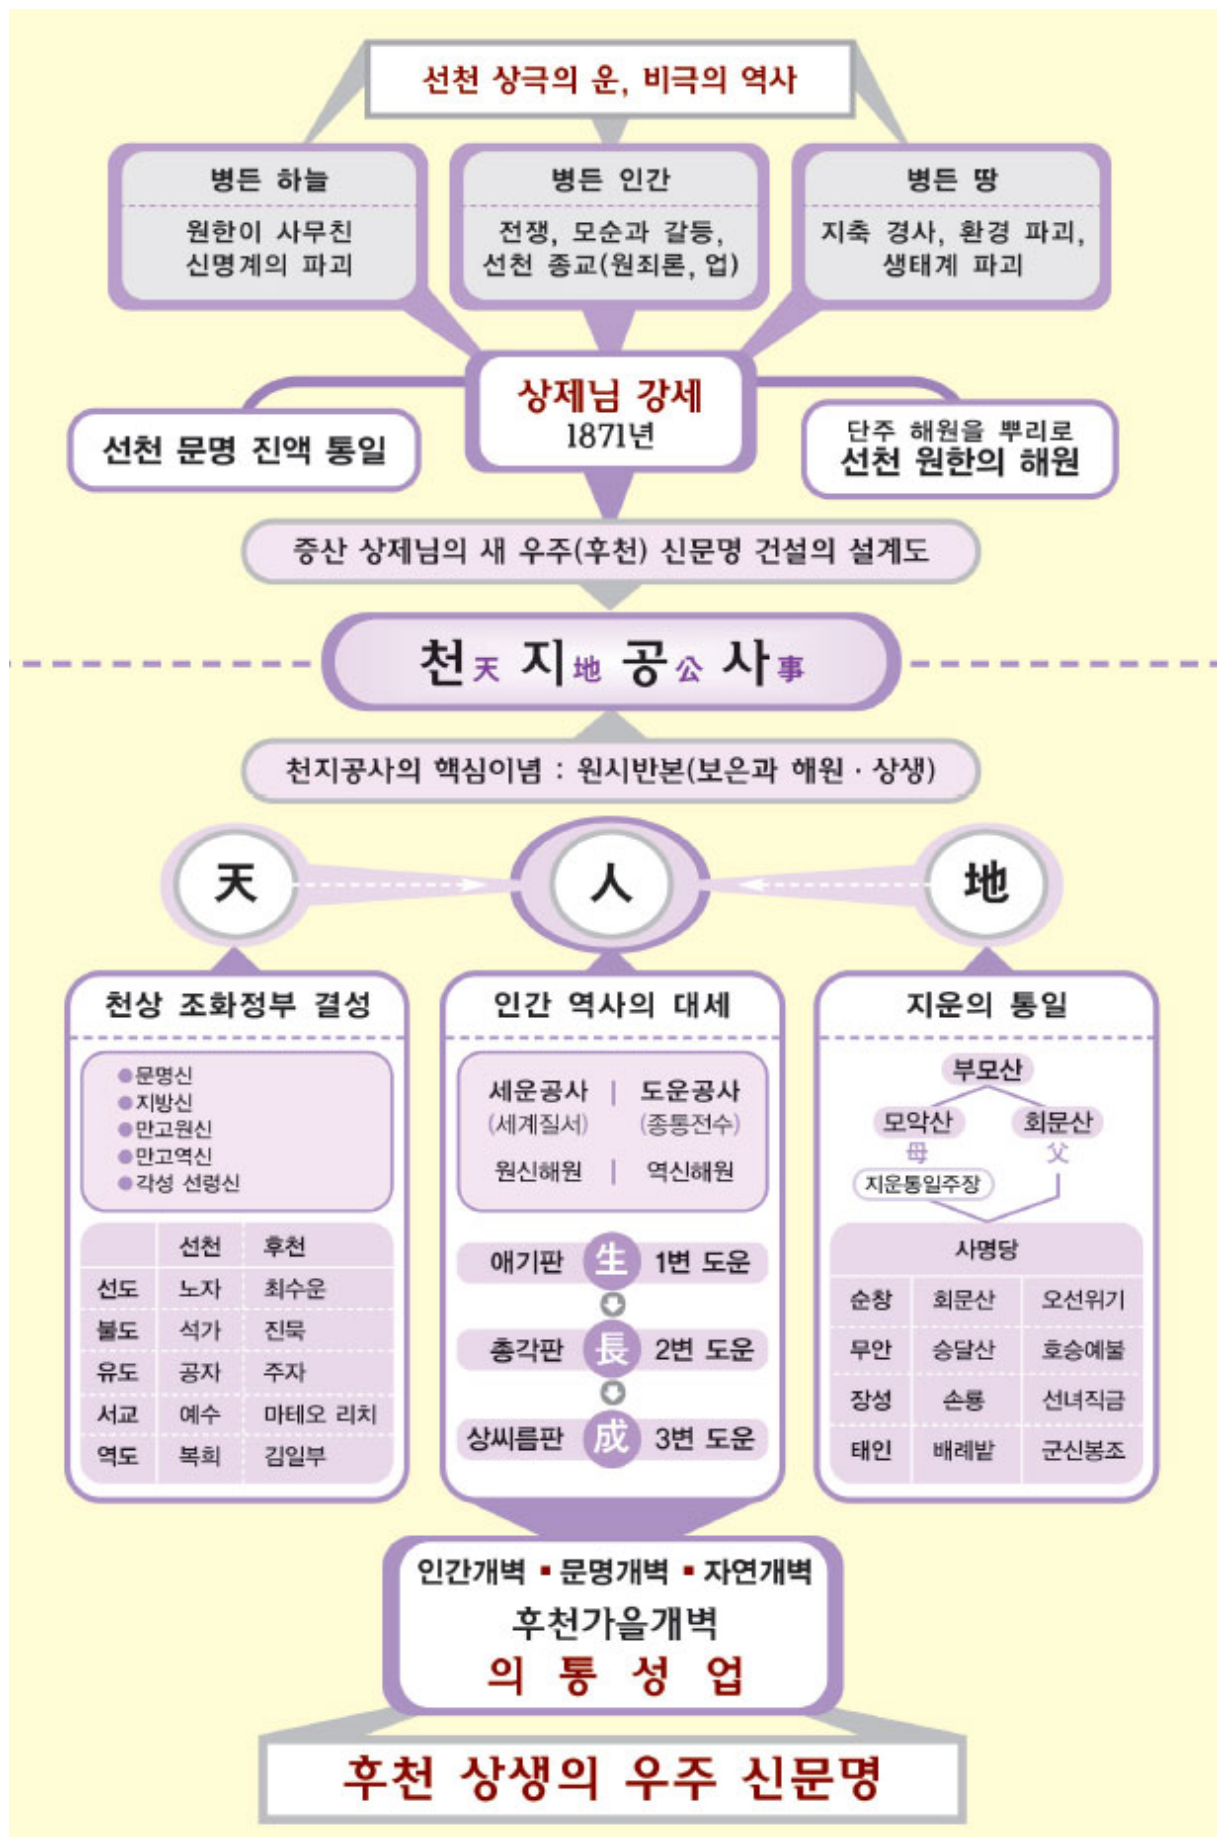 선천 상극의 운, 비극의 역사
병든 하늘
원한이 사무친
신명계의 파괴
병든 인간
전쟁, 모순과 갈등,
선천 종교(원죄론, 업)
병든 땅
지축 경사, 환경 파괴,
생태계 파괴
상제님 강세
1871년
선천 문명 진액 통일
단주 해원을 뿌리로
선천 원한의 해원
증산 상제님의 새 우주(후천) 신문명 건설의 설계도
천天 지地 공公 사事
천지공사의 핵심이념 : 원시반본(보은과 해원 · 상생)
天
人
地
천상 조화정부 결성
●문명신
●지방신
●만고원신
●만고역신
●각성 선령신
선천 후천
선도 노자 최수운
불도 석가 진묵
유도 공자 주자
서교 예수 마테오 리치
역도 복희 김일부
인간 역사의 대세
세운공사 | 도운공사
(세계질서) (종통전수)
원신해원 | 역신해원
애기판 生 1변 도운
총각판 長 2변 도운
상씨름판 成 3변 도운
지운의 통일
부모산
모악산 회문산
母 父
지운통일주장
사명당
순창 회문산 오선위기
무안 승달산 호승예불
장성 손룡 선녀직금
태인 배례밭 군신봉조
인간개벽 ▪ 문명개벽 ▪ 자연개벽
후천가을개벽
의 통 성 업
후천 상생의 우주 신문명